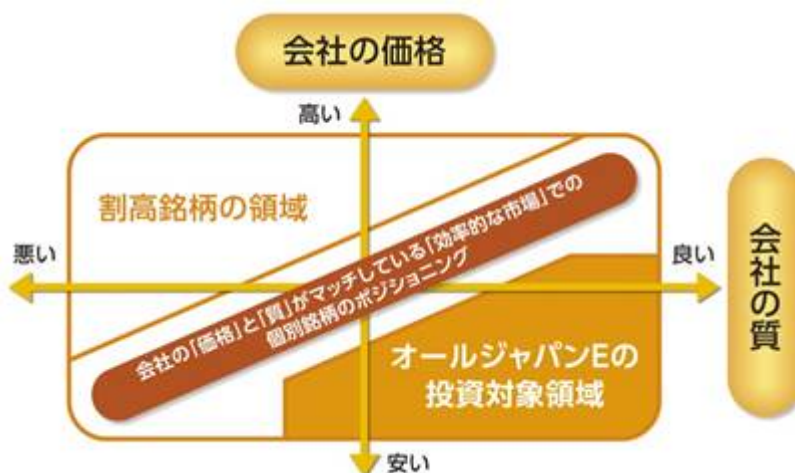 会社の価格
高い
割高銘柄の領域
会社の「価格」と「質」がマッチしている「効率的な市場」での
個別銘柄のポジショニング
悪い
良い
会社の質
オールジャパンEの
投資対象領域
安い